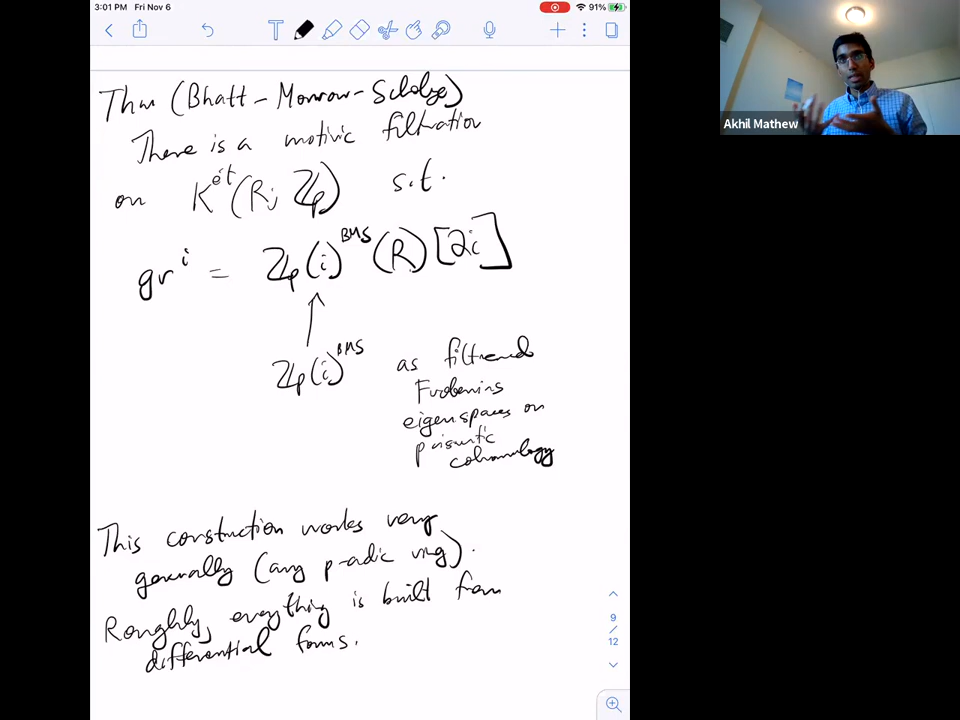 3:01 PM Fri Nov 6
91%
Thm (Bhatt-Morrow-Scholze)
There is a motivic filtration
on K^ét(R; ℤ_p) s.t.
gr^i = ℤ_p(i)^BMS (R)[2i]
ℤ_p(i)^BMS as filtered
Frobenius
eigenspaces on
prismatic
cohomology
This construction works very
generally (any p-adic ring).
Roughly, everything is built from
differential forms.
9
/
12
Akhil Mathew